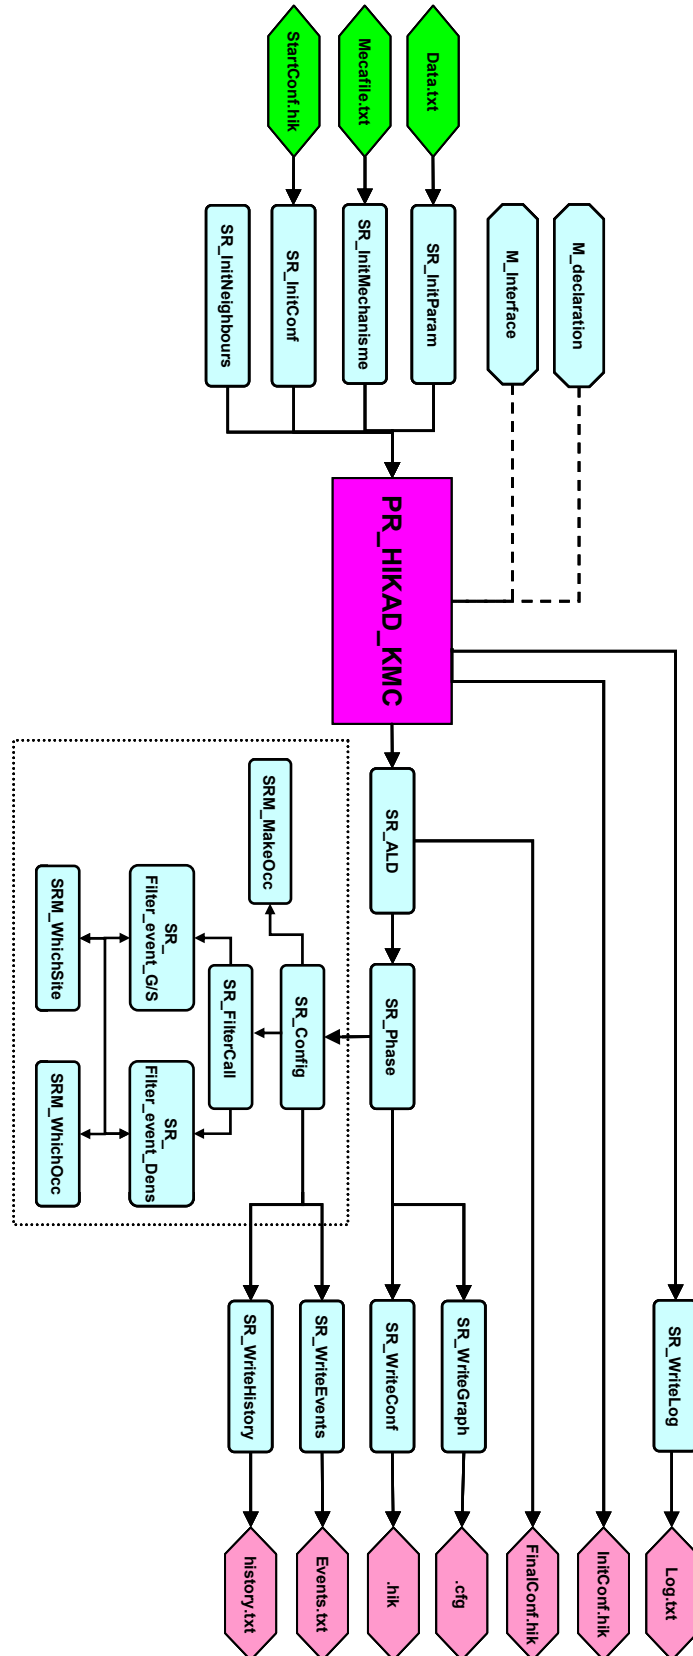 M_declaration
M_Interface
Data.txt
SR_InitParam
Mecafile.txt
SR_InitMechanisme
StartConf.hik
SR_InitConf
SR_InitNeighbours
PR_HIKAD_KMC
SR_ALD
SR_Phase
SRM_MakeOcc
SR_Config
SR_FilterCall
SR_
Filter_event_G/S
SR_
Filter_event_Dens
SRM_WhichSite
SRM_WhichOcc
SR_WriteLog
SR_WriteGraph
SR_WriteConf
SR_WriteEvents
SR_WriteHistory
Log.txt
InitConf.hik
FinalConf.hik
.cfg
.hik
Events.txt
history.txt